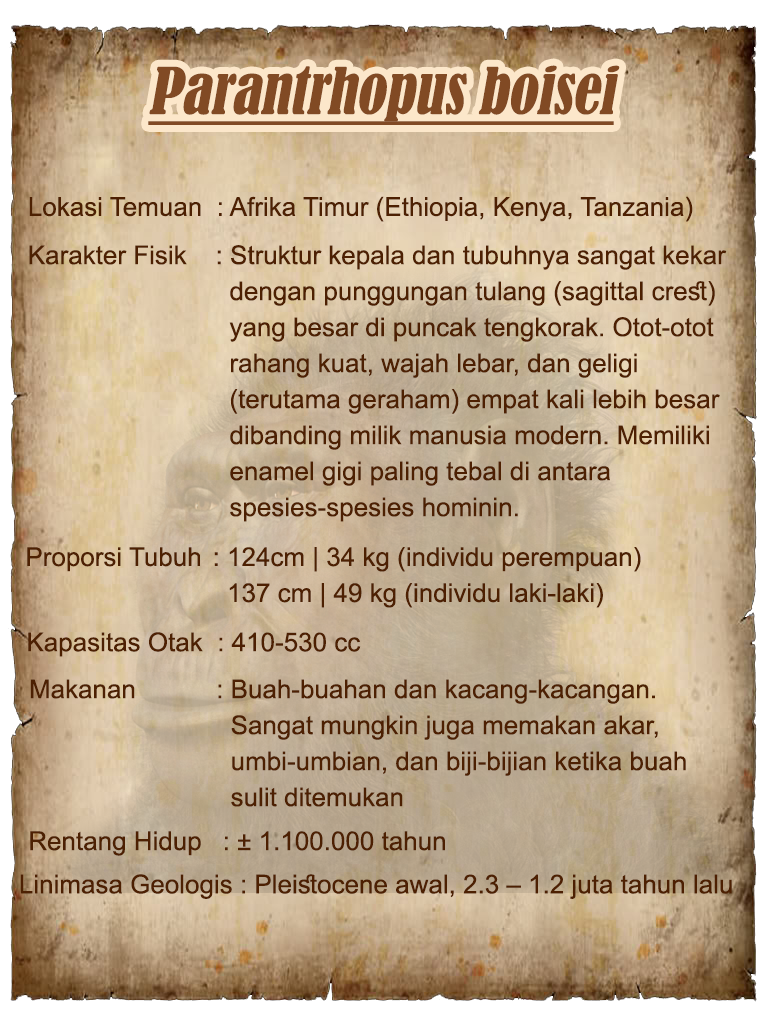 Parantrhopus boisei
Lokasi Temuan : Afrika Timur (Ethiopia, Kenya, Tanzania)
Karakter Fisik : Struktur kepala dan tubuhnya sangat kekar
dengan punggungan tulang (sagittal crest)
yang besar di puncak tengkorak. Otot-otot
rahang kuat, wajah lebar, dan geligi
(terutama geraham) empat kali lebih besar
dibanding milik manusia modern. Memiliki
enamel gigi paling tebal di antara
spesies-spesies hominin.
Proporsi Tubuh : 124cm | 34 kg (individu perempuan)
137 cm | 49 kg (individu laki-laki)
Kapasitas Otak : 410-530 cc
Makanan : Buah-buahan dan kacang-kacangan.
Sangat mungkin juga memakan akar,
umbi-umbian, dan biji-bijian ketika buah
sulit ditemukan
Rentang Hidup : ± 1.100.000 tahun
Linimasa Geologis : Pleistocene awal, 2.3 – 1.2 juta tahun lalu